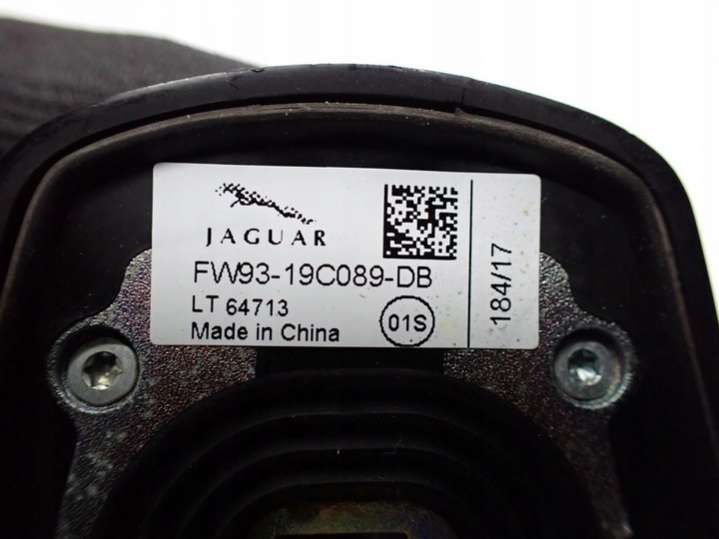 JAGUAR
FW93-19C089-DB
LT 64713
Made in China
01S
184/17